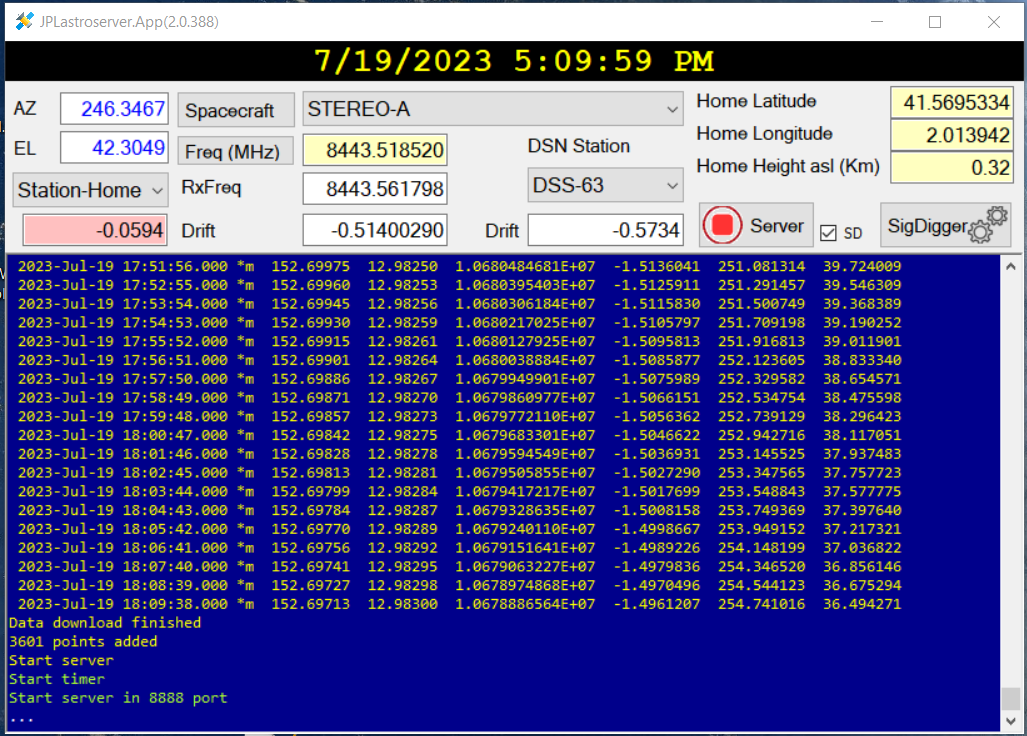 JPLastroserver.App(2.0.388)
7/19/2023 5:09:59 PM
AZ 246.3467 Spacecraft STEREO-A Home Latitude 41.5695334
EL 42.3049 Freq (MHz) 8443.518520 DSN Station Home Longitude 2.013942
Station-Home RxFreq 8443.561798 DSS-63 Home Height asl (Km) 0.32
-0.0594 Drift -0.51400290 Drift -0.5734 Server SD SigDigger
2023-Jul-19 17:51:56.000 *m 152.69975 12.98250 1.0680484681E+07 -1.5136041 251.081314 39.724009
2023-Jul-19 17:52:55.000 *m 152.69960 12.98253 1.0680395403E+07 -1.5125911 251.291457 39.546309
2023-Jul-19 17:53:54.000 *m 152.69945 12.98256 1.0680306184E+07 -1.5115830 251.500749 39.368389
2023-Jul-19 17:54:53.000 *m 152.69930 12.98259 1.0680217025E+07 -1.5105797 251.709198 39.190252
2023-Jul-19 17:55:52.000 *m 152.69915 12.98261 1.0680127925E+07 -1.5095813 251.916813 39.011901
2023-Jul-19 17:56:51.000 *m 152.69901 12.98264 1.0680038884E+07 -1.5085877 252.123605 38.833340
2023-Jul-19 17:57:50.000 *m 152.69886 12.98267 1.0679949901E+07 -1.5075989 252.329582 38.654571
2023-Jul-19 17:58:49.000 *m 152.69871 12.98270 1.0679860977E+07 -1.5066151 252.534754 38.475598
2023-Jul-19 17:59:48.000 *m 152.69857 12.98273 1.0679772110E+07 -1.5056362 252.739129 38.296423
2023-Jul-19 18:00:47.000 *m 152.69842 12.98275 1.0679683301E+07 -1.5046622 252.942716 38.117051
2023-Jul-19 18:01:46.000 *m 152.69828 12.98278 1.0679594549E+07 -1.5036931 253.145525 37.937483
2023-Jul-19 18:02:45.000 *m 152.69813 12.98281 1.0679505855E+07 -1.5027290 253.347565 37.757723
2023-Jul-19 18:03:44.000 *m 152.69799 12.98284 1.0679417217E+07 -1.5017699 253.548843 37.577775
2023-Jul-19 18:04:43.000 *m 152.69784 12.98287 1.0679328635E+07 -1.5008158 253.749369 37.397640
2023-Jul-19 18:05:42.000 *m 152.69770 12.98289 1.0679240110E+07 -1.4998667 253.949152 37.217321
2023-Jul-19 18:06:41.000 *m 152.69756 12.98292 1.0679151641E+07 -1.4989226 254.148199 37.036822
2023-Jul-19 18:07:40.000 *m 152.69741 12.98295 1.0679063227E+07 -1.4979836 254.346520 36.856146
2023-Jul-19 18:08:39.000 *m 152.69727 12.98298 1.0678974868E+07 -1.4970496 254.544123 36.675294
2023-Jul-19 18:09:38.000 *m 152.69713 12.98300 1.0678886564E+07 -1.4961207 254.741016 36.494271
Data download finished
3601 points added
Start server
Start timer
Start server in 8888 port
...